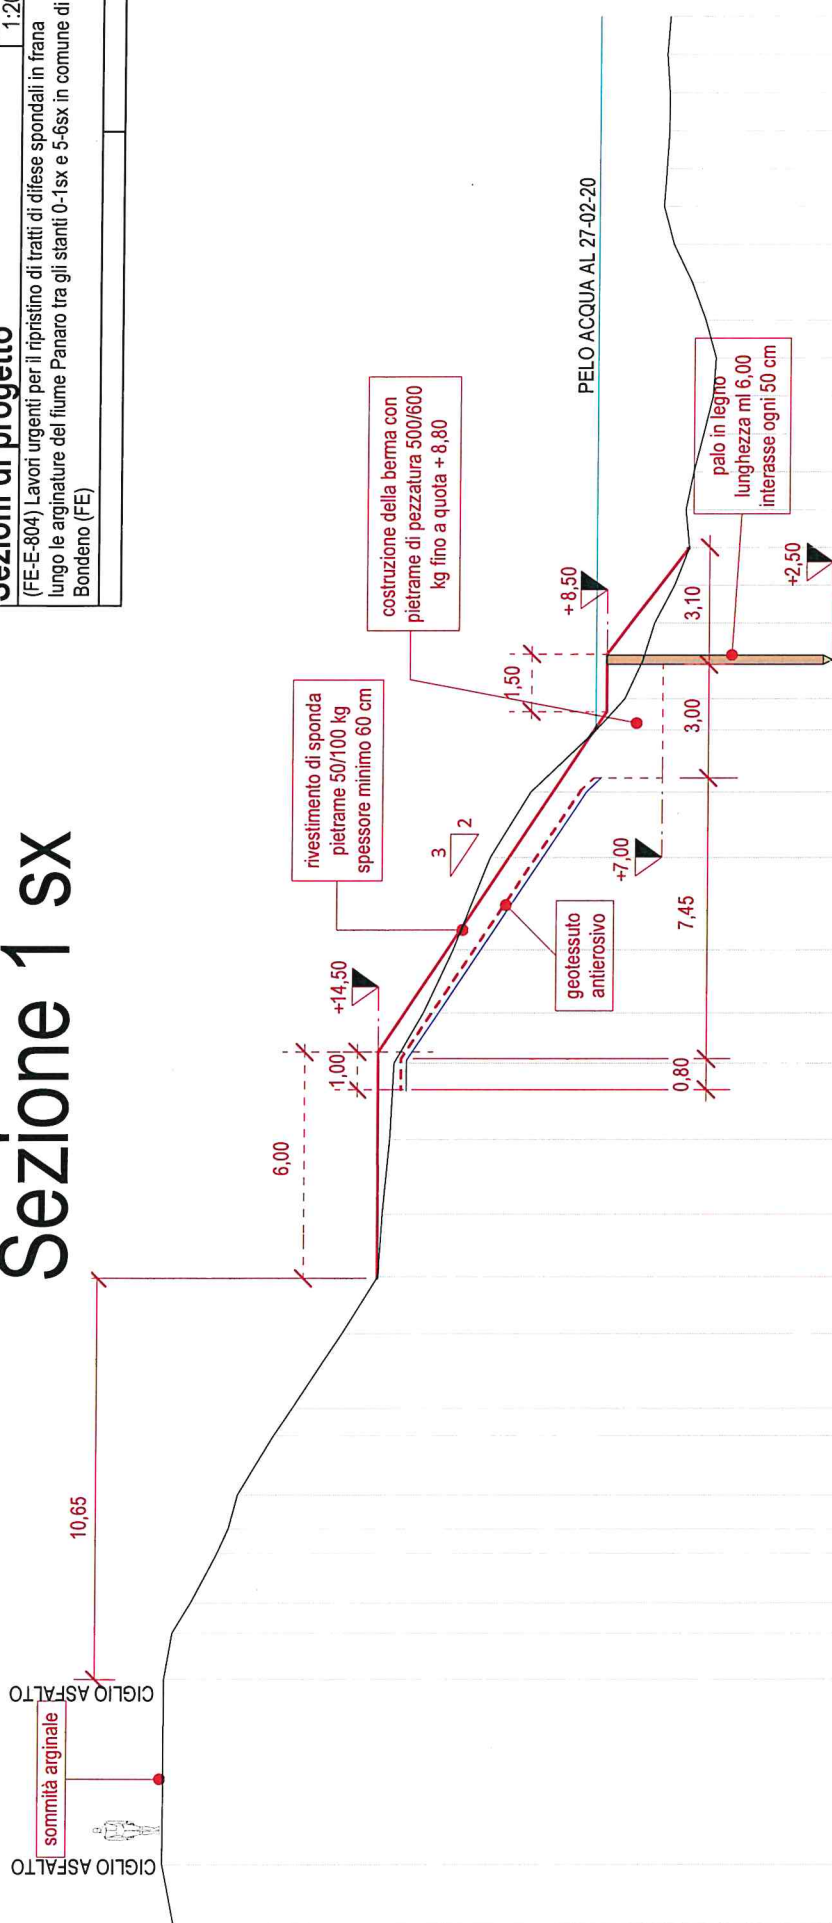 Sezioni di progetto
1:20
(FE-E-804) Lavori urgenti per il ripristino di tratti di difese spondali in frana
lungo le arginature del fiume Panaro tra gli stanti 0-1sx e 5-6sx in comune di
Bondeno (FE)
Sezione 1 sx
CIGLIO ASFALTO
sommità arginale
CIGLIO ASFALTO
10,65
6,00
1,00
+14,50
rivestimento di sponda
pietrame 50/100 kg
spessore minimo 60 cm
3
2
costruzione della berma con
pietrame di pezzatura 500/600
kg fino a quota + 8,80
1,50
+ 8,50
PELO ACQUA AL 27-02-20
geotessuto
antierosivo
+7,00
palo in legno
lunghezza ml 6,00
interasse ogni 50 cm
0,80
7,45
3,00
3,10
+2,50